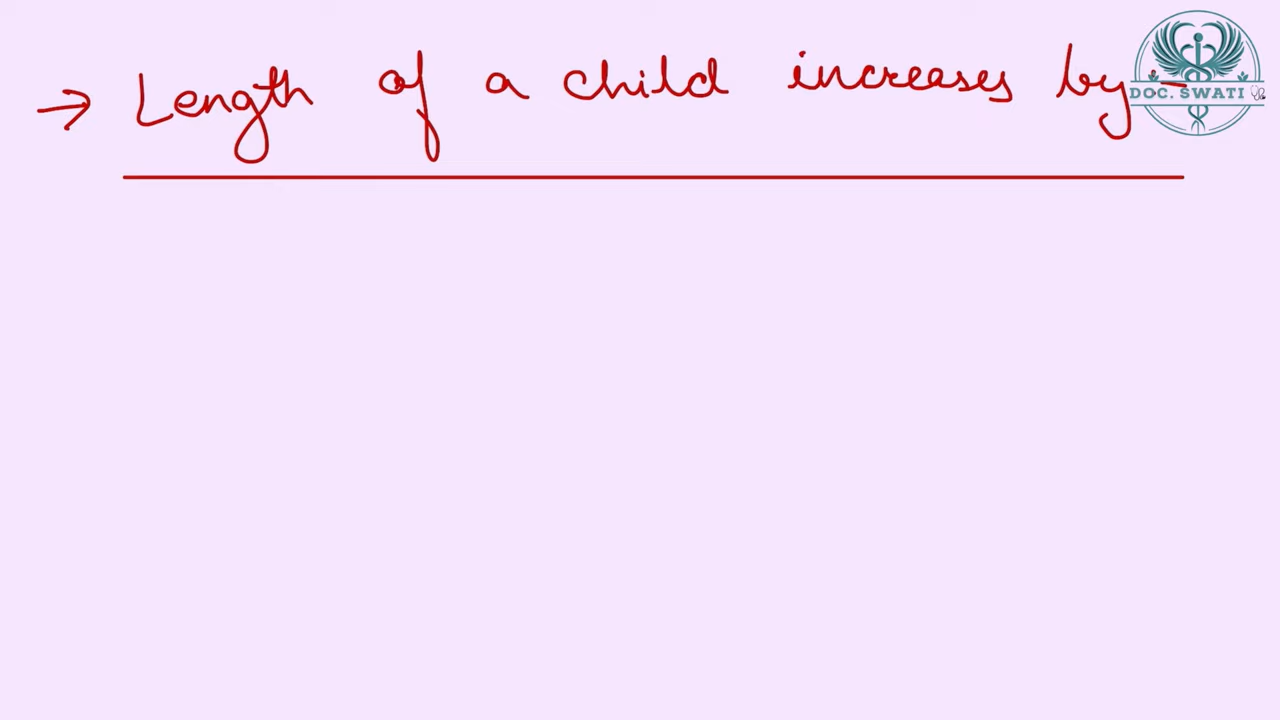 → Length of a child increases by -
DOC. SWATI